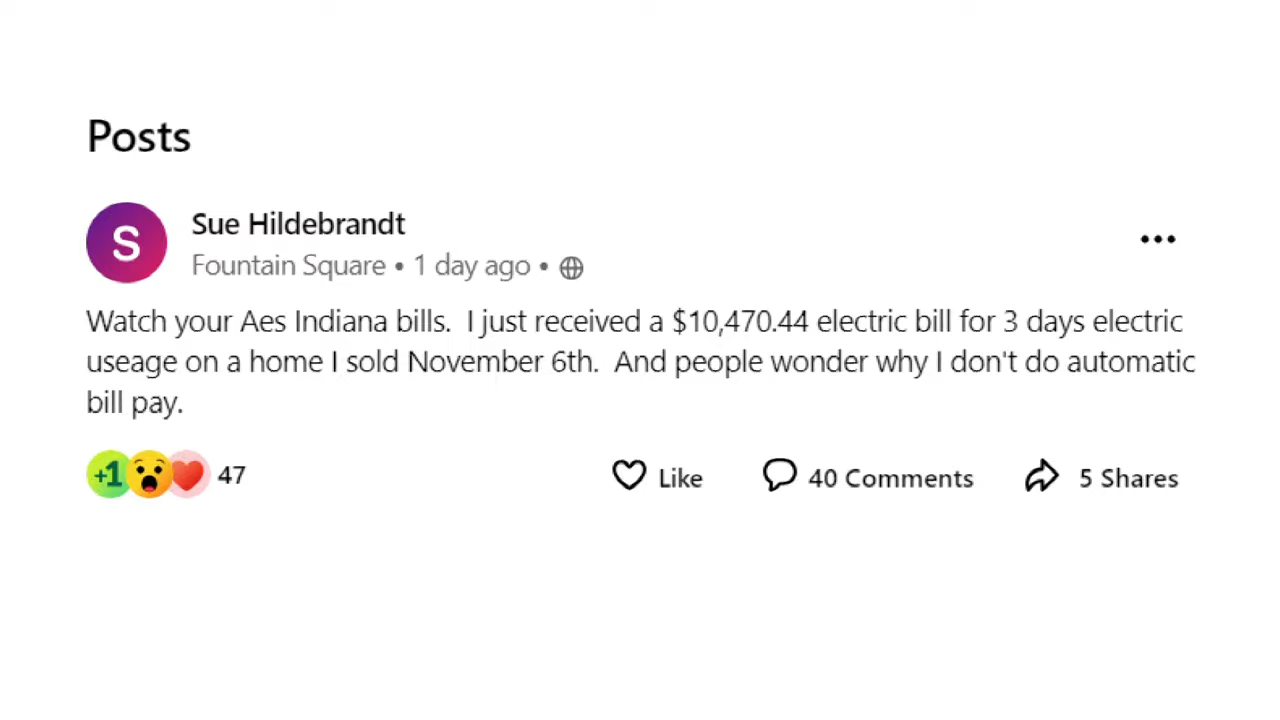 Posts
S
Sue Hildebrandt
Fountain Square • 1 day ago •
Watch your Aes Indiana bills.  I just received a $10,470.44 electric bill for 3 days electric
useage on a home I sold November 6th.  And people wonder why I don't do automatic
bill pay.
+1 47 Like 40 Comments 5 Shares